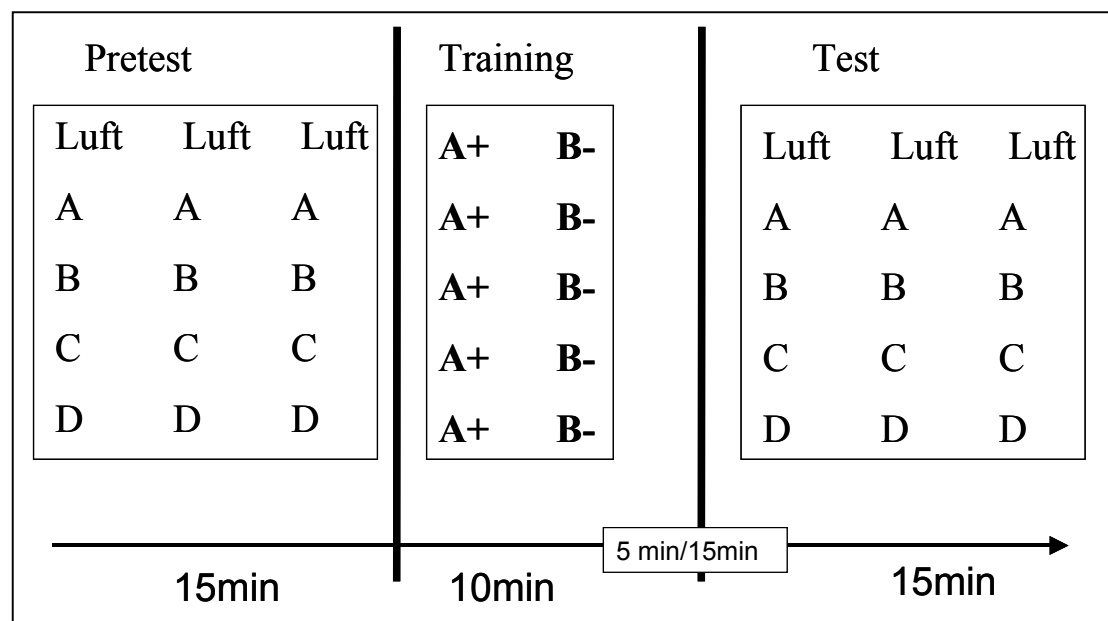 Pretest Training Test
Luft Luft Luft A+ B- Luft Luft Luft
A A A A+ B- A A A
B B B A+ B- B B B
C C C A+ B- C C C
D D D A+ B- D D D
5 min/15min
15min 10min 15min